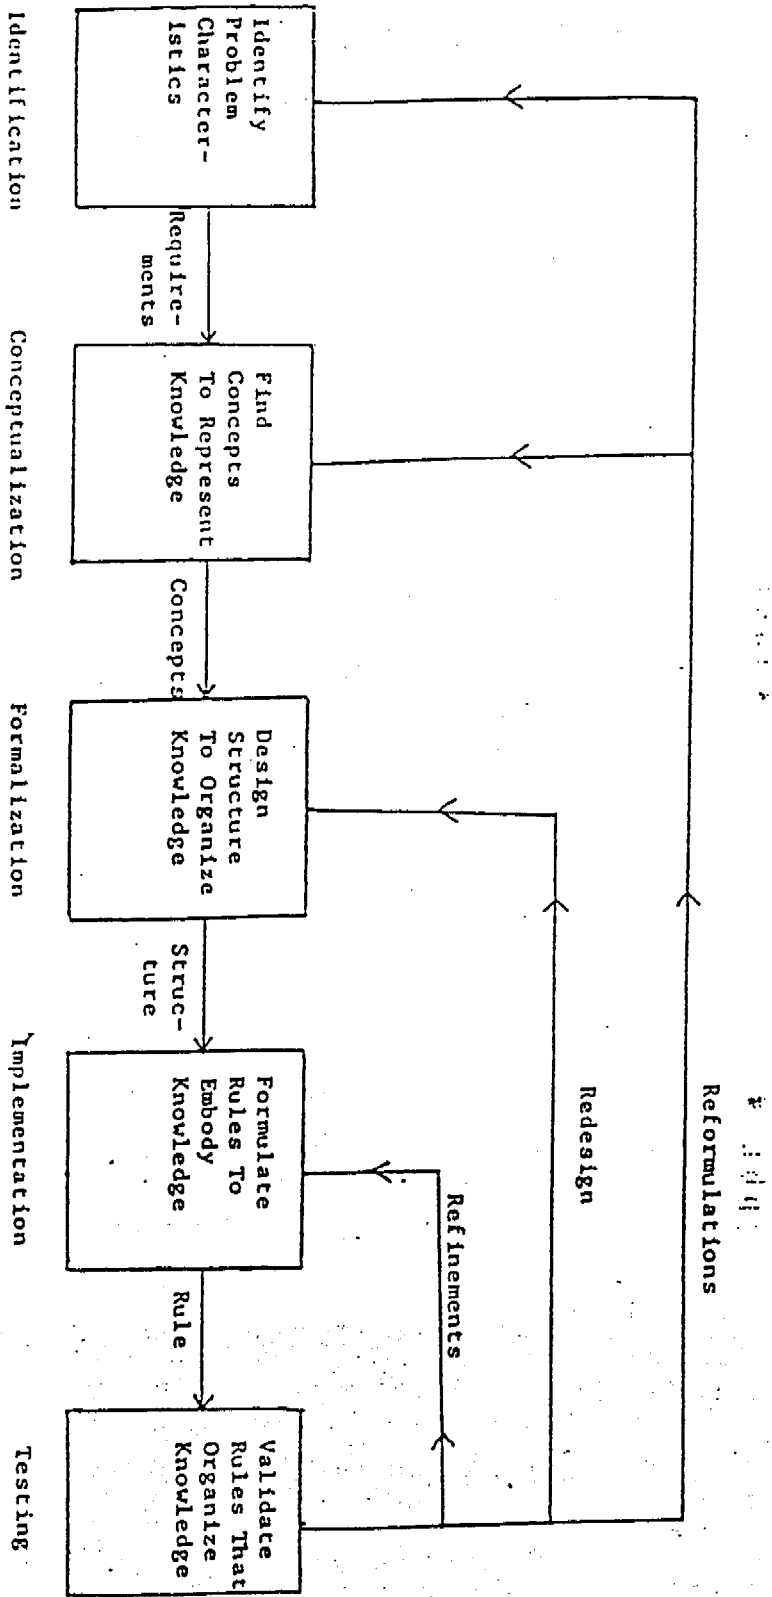 Reformulations
Redesign
Refinements
Identify
Problem
Character-
istics
Require-
ments
Find
Concepts
To Represent
Knowledge
Concepts
Design
Structure
To Organize
Knowledge
Struc-
ture
Formulate
Rules To
Embody
Knowledge
Rule
Validate
Rules That
Organize
Knowledge
Identification
Conceptualization
Formalization
Implementation
Testing